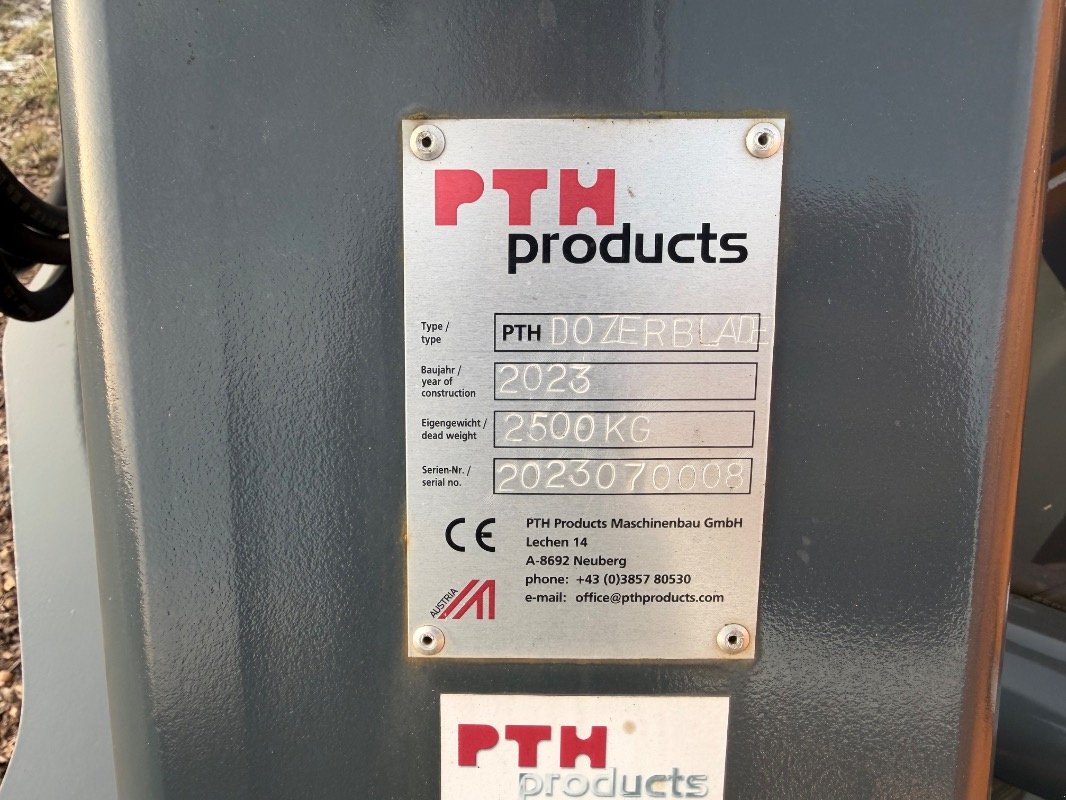 PTH
products
Type /
type
PTH DOZERBLADE
Baujahr /
year of
construction
2023
Eigengewicht /
dead weight
2500KG
Serien-Nr. /
serial no.
2023070008
CE
PTH Products Maschinenbau GmbH
Lechen 14
A-8692 Neuberg
phone: +43 (0)3857 80530
e-mail: office@pthproducts.com
AUSTRIA
PTH
products